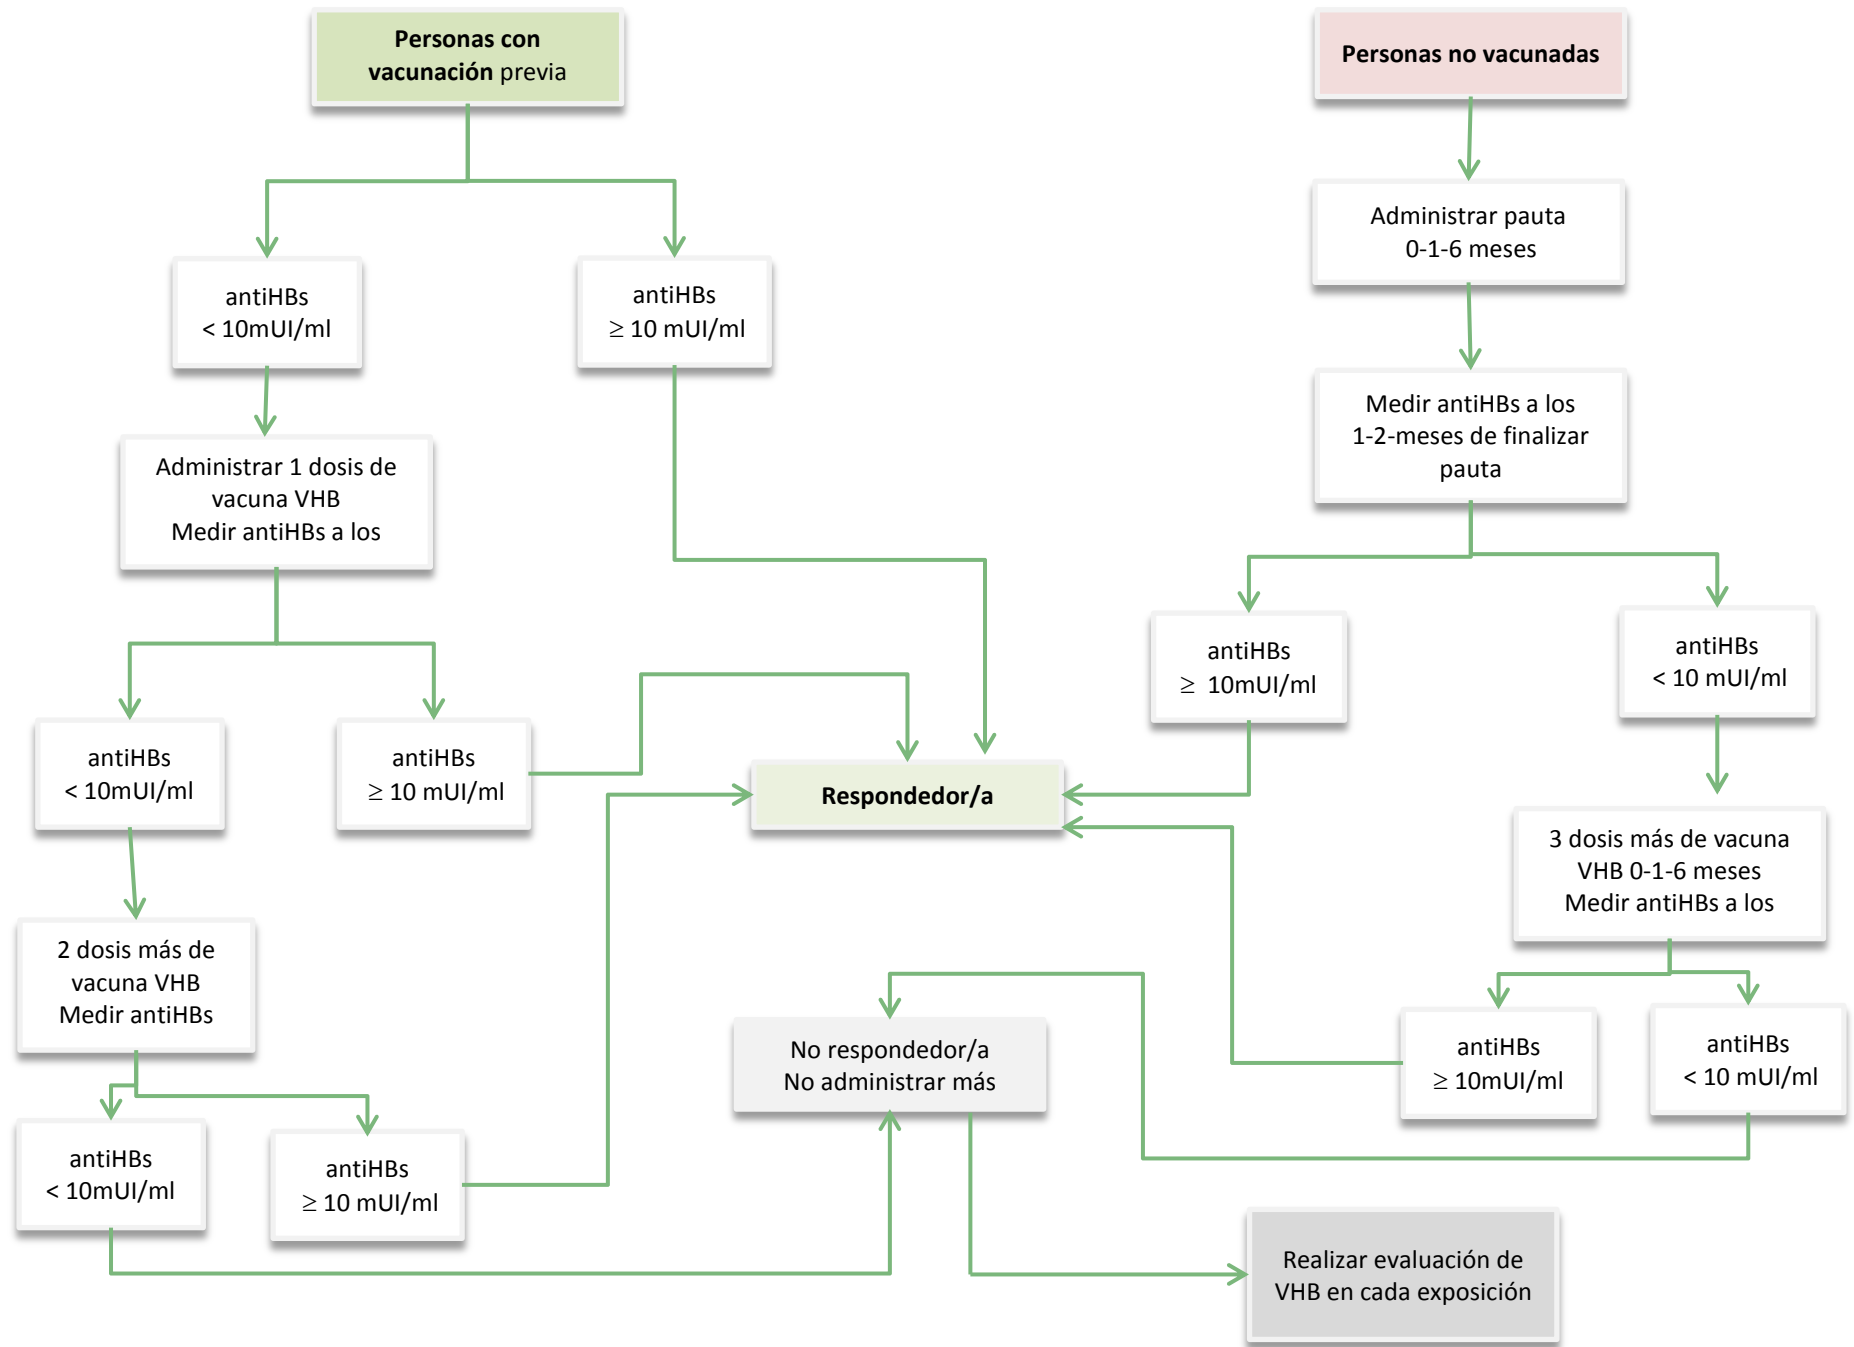 Personas con
vacunación previa
Personas no vacunadas
Administrar pauta
0-1-6 meses
antiHBs
< 10mUI/ml
antiHBs
≥ 10 mUI/ml
Medir antiHBs a los
1-2-meses de finalizar
pauta
Administrar 1 dosis de
vacuna VHB
Medir antiHBs a los
antiHBs
≥ 10mUI/ml
antiHBs
< 10 mUI/ml
antiHBs
< 10mUI/ml
antiHBs
≥ 10 mUI/ml
Respondedor/a
3 dosis más de vacuna
VHB 0-1-6 meses
Medir antiHBs a los
2 dosis más de
vacuna VHB
Medir antiHBs
No respondedor/a
No administrar más
antiHBs
≥ 10mUI/ml
antiHBs
< 10 mUI/ml
antiHBs
< 10mUI/ml
antiHBs
≥ 10 mUI/ml
Realizar evaluación de
VHB en cada exposición